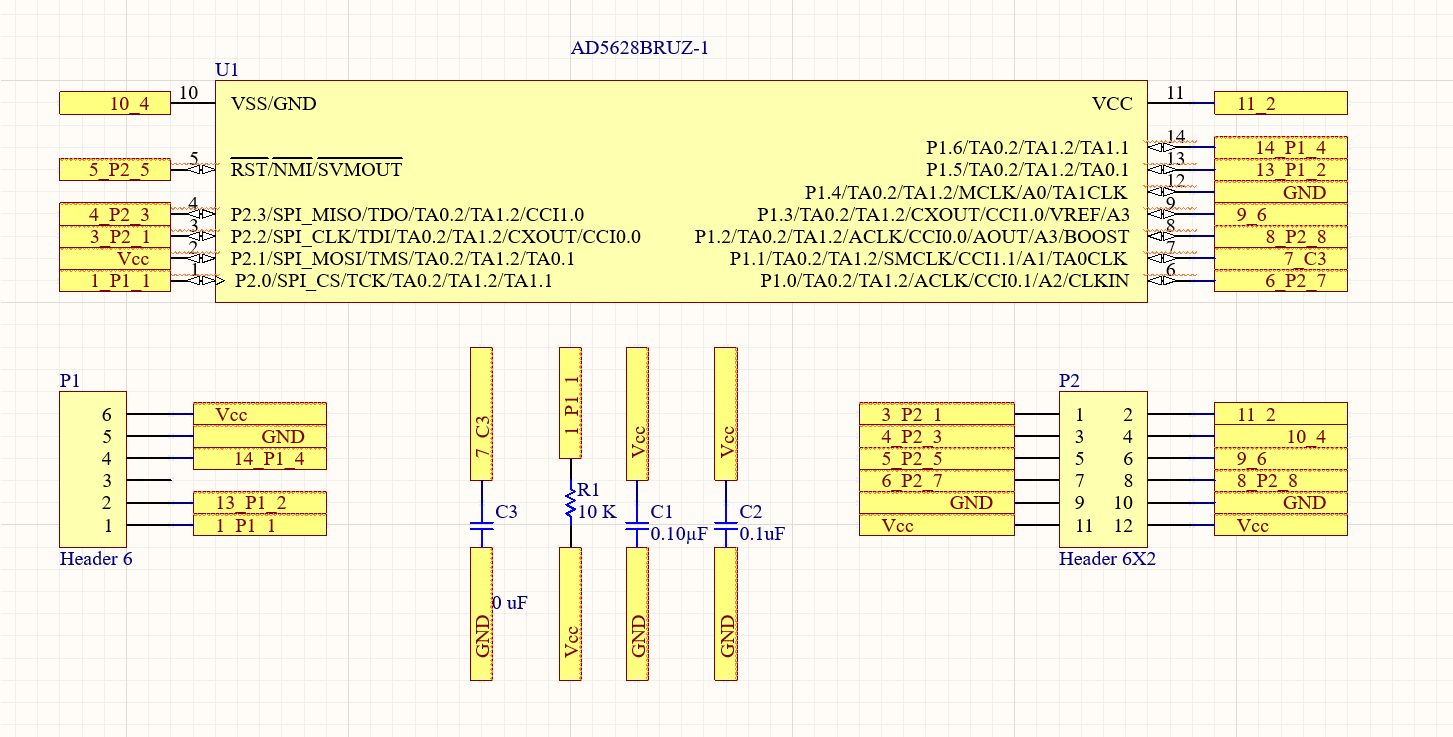 AD5628BRUZ-1
U1
10_4 10 VSS/GND VCC 11 11_2
P1.6/TA0.2/TA1.2/TA1.1 14 14_P1_4
5_P2_5 5 RST/NMI/SVMOUT P1.5/TA0.2/TA1.2/TA0.1 13 13_P1_2
P1.4/TA0.2/TA1.2/MCLK/A0/TA1CLK 12 GND
4_P2_3 4 P2.3/SPI_MISO/TDO/TA0.2/TA1.2/CCI1.0 P1.3/TA0.2/TA1.2/CXOUT/CCI1.0/VREF/A3 9 9_6
3_P2_1 3 P2.2/SPI_CLK/TDI/TA0.2/TA1.2/CXOUT/CCI0.0 P1.2/TA0.2/TA1.2/ACLK/CCI0.0/AOUT/A3/BOOST 8 8_P2_8
Vcc 2 P2.1/SPI_MOSI/TMS/TA0.2/TA1.2/TA0.1 P1.1/TA0.2/TA1.2/SMCLK/CCI1.1/A1/TA0CLK 7 7_C3
1_P1_1 1 P2.0/SPI_CS/TCK/TA0.2/TA1.2/TA1.1 P1.0/TA0.2/TA1.2/ACLK/CCI0.1/A2/CLKIN 6 6_P2_7
P1
6 Vcc
5 GND
4 14_P1_4
3
2 13_P1_2
1 1_P1_1
Header 6
7_C3
C3
0 uF
GND
1_P1_1
R1
10 K
Vcc
Vcc
C1
0.10µF
GND
Vcc
C2
0.1uF
GND
P2
3_P2_1 1 2 11_2
4_P2_3 3 4 10_4
5_P2_5 5 6 9_6
6_P2_7 7 8 8_P2_8
GND 9 10 GND
Vcc 11 12 Vcc
Header 6X2